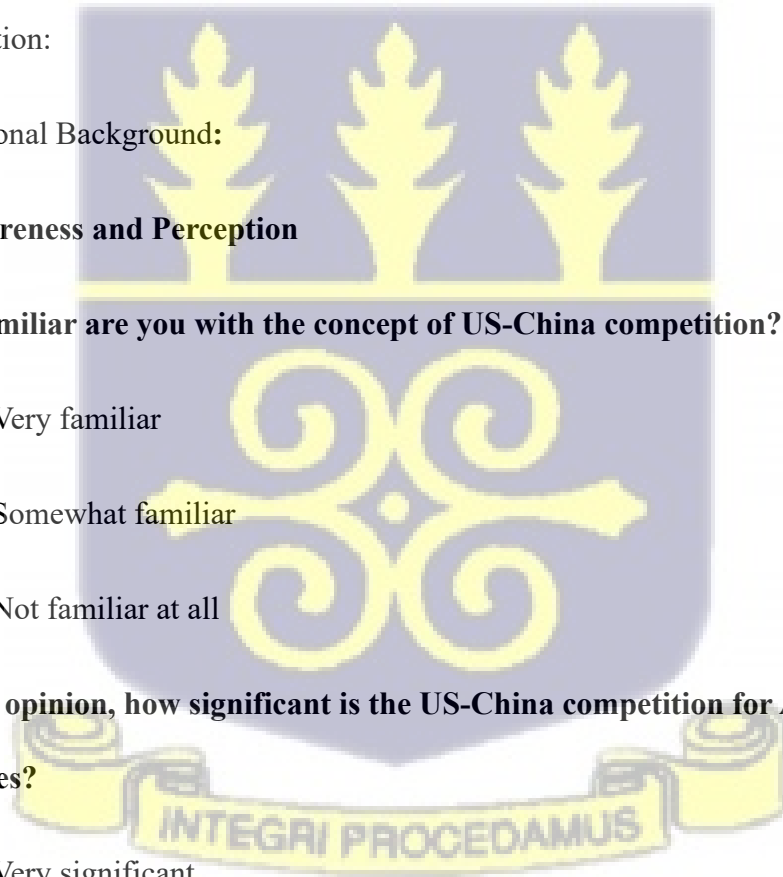 tion:
onal Background:
reness and Perception
miliar are you with the concept of US-China competition?
Very familiar
Somewhat familiar
Not familiar at all
opinion, how significant is the US-China competition for A
es?
INTEGRI PROCEDAMUS
Very significant